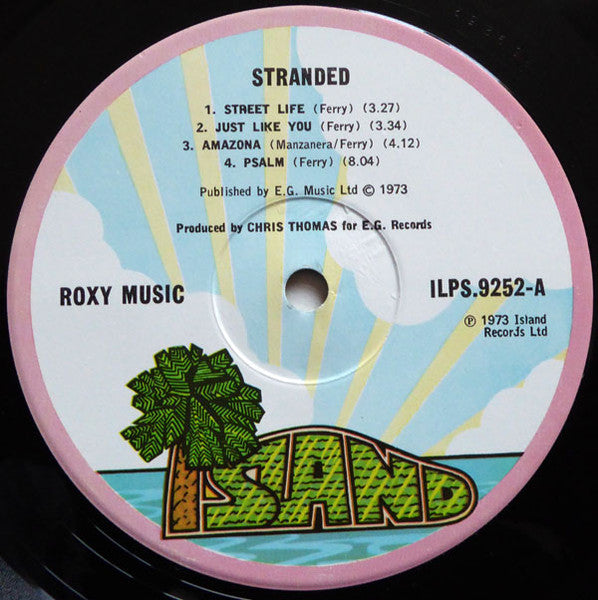 STRANDED
1. STREET LIFE (Ferry) (3.27)
2. JUST LIKE YOU (Ferry) (3.34)
3. AMAZONA (Manzanera/Ferry) (4.12)
4. PSALM (Ferry) (8.04)
Published by E.G. Music Ltd © 1973
Produced by CHRIS THOMAS for E.G. Records
ROXY MUSIC
ILPS.9252-A
℗ 1973 Island
Records Ltd
ISLAND